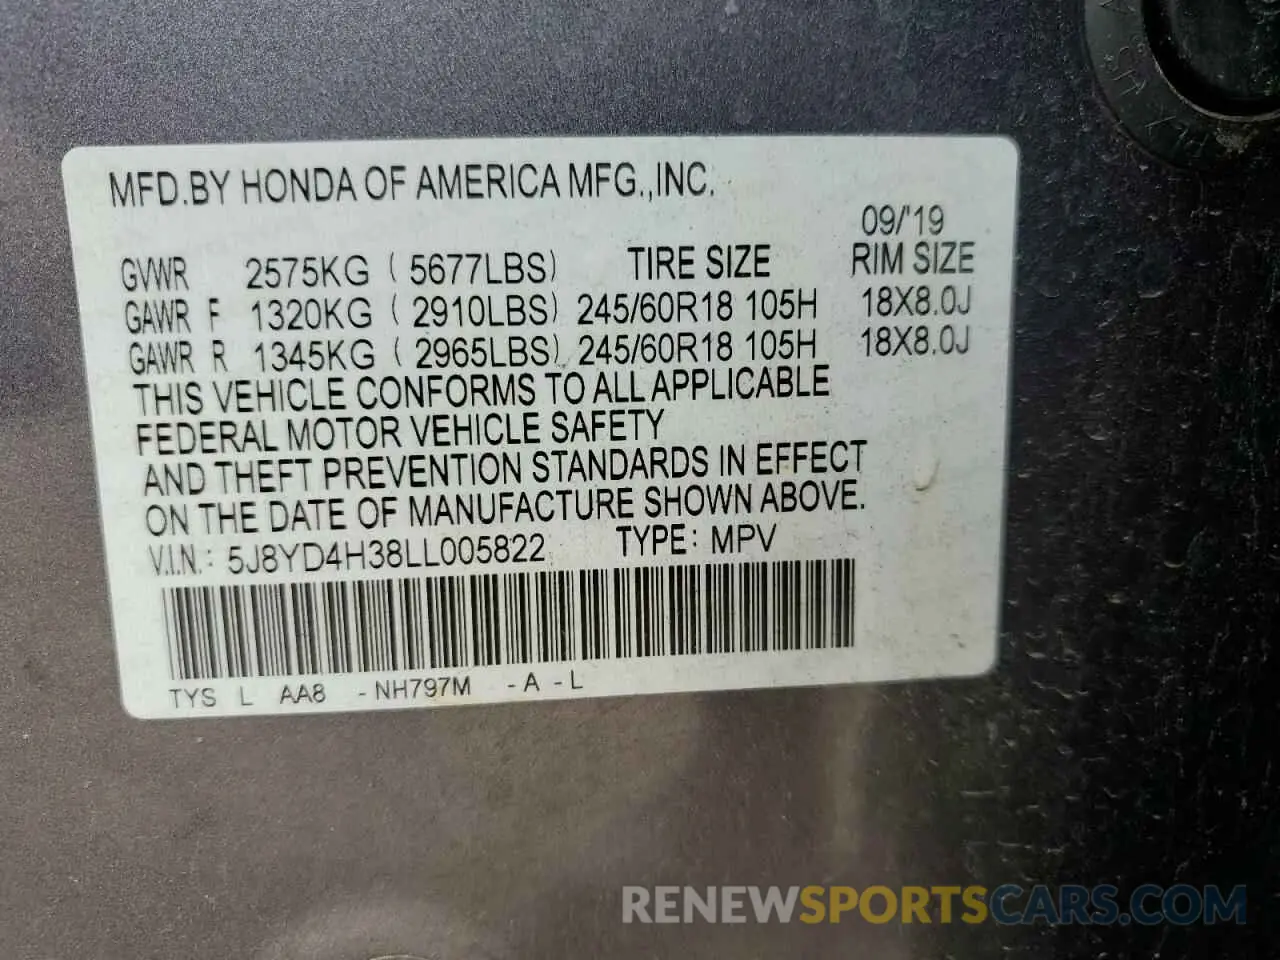 MFD.BY HONDA OF AMERICA MFG.,INC.
09/'19
GVWR 2575KG ( 5677LBS) TIRE SIZE RIM SIZE
GAWR F 1320KG ( 2910LBS) 245/60R18 105H 18X8.0J
GAWR R 1345KG ( 2965LBS) 245/60R18 105H 18X8.0J
THIS VEHICLE CONFORMS TO ALL APPLICABLE
FEDERAL MOTOR VEHICLE SAFETY
AND THEFT PREVENTION STANDARDS IN EFFECT
ON THE DATE OF MANUFACTURE SHOWN ABOVE.
V.I.N.: 5J8YD4H38LL005822 TYPE: MPV
TYS L AA8 -NH797M -A -L
RENEWSPORTSCARS.COM